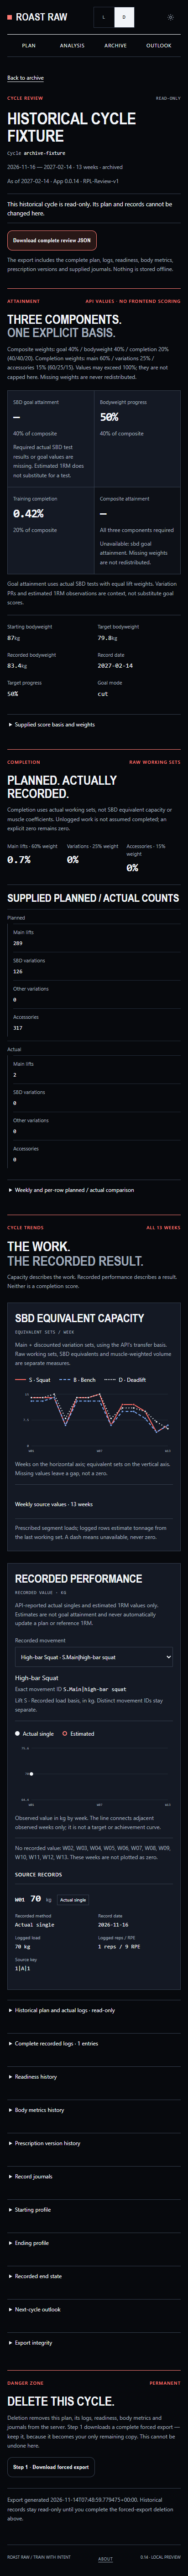 ROAST RAW
L
D
PLAN
ANALYSIS
ARCHIVE
OUTLOOK
Back to archive
CYCLE REVIEW
READ-ONLY
HISTORICAL CYCLE
FIXTURE
Cycle archive-fixture
2026-11-16 — 2027-02-14 · 13 weeks · archived
As of 2027-02-14 · App 0.0.14 · RPL-Review-v1
This historical cycle is read-only. Its plan and records cannot be
changed here.
Download complete review JSON
The export includes the complete plan, logs, readiness, body metrics,
prescription versions and supplied journals. Nothing is stored offline.
ATTAINMENT
API VALUES · NO FRONTEND SCORING
THREE COMPONENTS.
ONE EXPLICIT BASIS.
Composite weights: goal 40% / bodyweight 40% / completion 20%
(40/40/20). Completion weights: main 60% / variations 25% /
accessories 15% (60/25/15). Values may exceed 100%; they are not
capped here. Missing weights are never redistributed.
SBD goal attainment
—
40% of composite
Required actual SBD test
results or goal values are
missing. Estimated 1RM does
not substitute for a test.
Bodyweight progress
50%
40% of composite
Training completion
0.42%
20% of composite
Composite attainment
—
All three components required
Unavailable: sbd goal
attainment. Missing weights
are not redistributed.
Goal attainment uses actual SBD tests with equal lift weights. Variation
PRs and estimated 1RM observations are context, not substitute goal
scores.
Starting bodyweight
87kg
Target bodyweight
79.8kg
Recorded bodyweight
83.4kg
Record date
2027-02-14
Target progress
50%
Goal mode
cut
Supplied score basis and weights
COMPLETION
RAW WORKING SETS
PLANNED. ACTUALLY
RECORDED.
Completion uses actual working sets, not SBD equivalent capacity or
muscle coefficients. Unlogged work is not assumed completed; an
explicit zero remains zero.
Main lifts · 60% weight
0.7%
Variations · 25% weight
0%
Accessories · 15%
weight
0%
SUPPLIED PLANNED / ACTUAL COUNTS
Planned
Main lifts
289
SBD variations
126
Other variations
0
Accessories
317
Actual
Main lifts
2
SBD variations
0
Other variations
0
Accessories
0
Weekly and per-row planned / actual comparison
CYCLE TRENDS
ALL 13 WEEKS
THE WORK.
THE RECORDED RESULT.
Capacity describes the work. Recorded performance describes a result.
Neither is a completion score.
SBD EQUIVALENT CAPACITY
EQUIVALENT SETS / WEEK
Main + discounted variation sets, using the API's transfer basis.
Raw working sets, SBD equivalents and muscle-weighted volume
are separate measures.
S · Squat
B · Bench
D · Deadlift
Weeks on the horizontal axis; equivalent sets on the vertical axis.
Missing values leave a gap, not a zero.
Weekly source values · 13 weeks
Prescribed segment loads; logged rows estimate tonnage from
the last working set. A dash means unavailable, never zero.
RECORDED PERFORMANCE
RECORDED VALUE · KG
API-reported actual singles and estimated 1RM values only.
Estimates are not goal attainment and never automatically
update a plan or reference 1RM.
Recorded movement
High-bar Squat · S.Main|high-bar squat
High-bar Squat
Exact movement ID S.Main|high-bar squat
Lift S · Recorded load basis, in kg. Distinct movement IDs stay
separate.
Actual single
Estimated
Observed value in kg by week. The line connects adjacent
observed weeks only; it is not a target or achievement curve.
No recorded value: W02, W03, W04, W05, W06, W07, W08, W09,
W10, W11, W12, W13. These weeks are not plotted as zero.
SOURCE RECORDS
W01 70 kg Actual single
Recorded method
Actual single
Record date
2026-11-16
Logged load
70 kg
Logged reps / RPE
1 reps / 9 RPE
Source key
1|A|1
Historical plan and actual logs · read-only
Complete recorded logs · 1 entries
Readiness history
Body metrics history
Prescription version history
Record journals
Starting profile
Ending profile
Recorded end state
Next-cycle outlook
Export integrity
DANGER ZONE
PERMANENT
DELETE THIS CYCLE.
Deletion removes this plan, its logs, readiness, body metrics and
journals from the server. Step 1 downloads a complete forced export —
keep it, because it becomes your only remaining copy. This cannot be
undone here.
Step 1 · Download forced export
Export generated 2026-11-14T07:48:59.779475+00:00. Historical
records stay read-only until you complete the forced-export deletion
above.
ROAST RAW / TRAIN WITH INTENT
ABOUT
0.14 · LOCAL PREVIEW